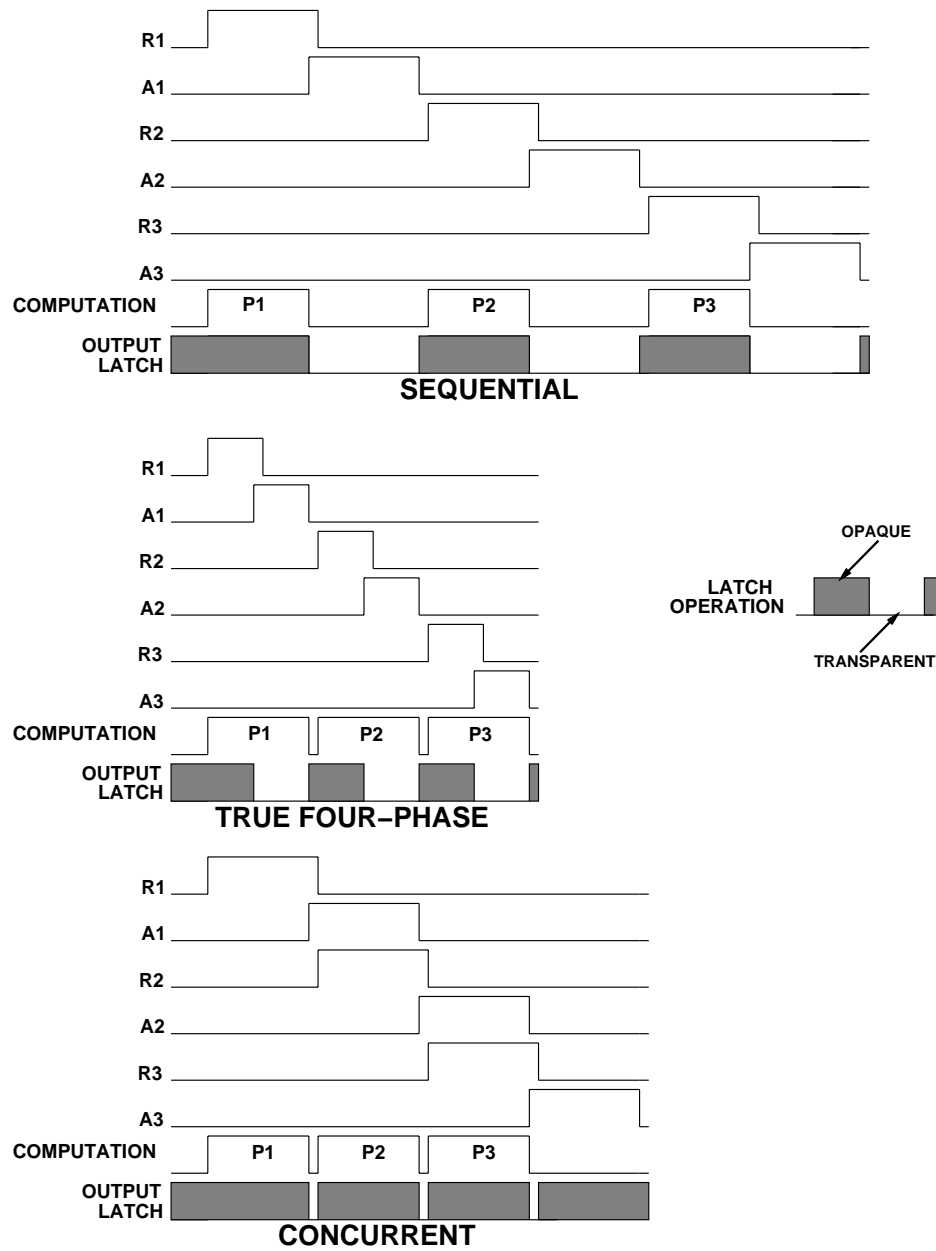 R1
A1
R2
A2
R3
A3
COMPUTATION P1 P2 P3
OUTPUT
LATCH
SEQUENTIAL
R1
A1
R2
A2
R3
A3
COMPUTATION P1 P2 P3
OUTPUT
LATCH
TRUE FOUR−PHASE
OPAQUE
LATCH
OPERATION
TRANSPARENT
R1
A1
R2
A2
R3
A3
COMPUTATION P1 P2 P3
OUTPUT
LATCH
CONCURRENT